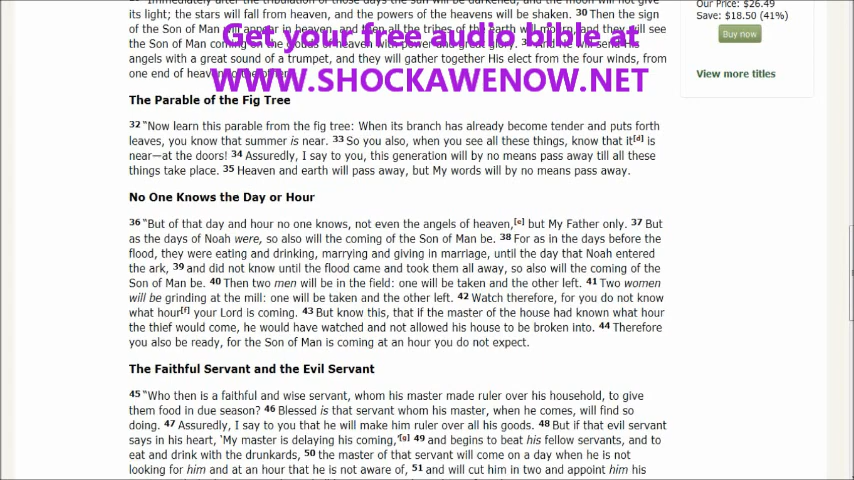 its light; the stars will fall from heaven, and the powers of the heavens will be shaken. 30 Then the sign
of the Son of Man will appear in heaven, and then all the tribes of the earth will mourn, and they will see
the Son of Man coming on the clouds of heaven with power and great glory. 31 And He will send His
angels with a great sound of a trumpet, and they will gather together His elect from the four winds, from
one end of heaven to the other.
Get your free audio bible at
WWW.SHOCKAWENOW.NET
The Parable of the Fig Tree
32 "Now learn this parable from the fig tree: When its branch has already become tender and puts forth
leaves, you know that summer is near. 33 So you also, when you see all these things, know that it[d] is
near—at the doors! 34 Assuredly, I say to you, this generation will by no means pass away till all these
things take place. 35 Heaven and earth will pass away, but My words will by no means pass away.
No One Knows the Day or Hour
36 "But of that day and hour no one knows, not even the angels of heaven,[e] but My Father only. 37 But
as the days of Noah were, so also will the coming of the Son of Man be. 38 For as in the days before the
flood, they were eating and drinking, marrying and giving in marriage, until the day that Noah entered
the ark, 39 and did not know until the flood came and took them all away, so also will the coming of the
Son of Man be. 40 Then two men will be in the field: one will be taken and the other left. 41 Two women
will be grinding at the mill: one will be taken and the other left. 42 Watch therefore, for you do not know
what hour[f] your Lord is coming. 43 But know this, that if the master of the house had known what hour
the thief would come, he would have watched and not allowed his house to be broken into. 44 Therefore
you also be ready, for the Son of Man is coming at an hour you do not expect.
The Faithful Servant and the Evil Servant
45 "Who then is a faithful and wise servant, whom his master made ruler over his household, to give
them food in due season? 46 Blessed is that servant whom his master, when he comes, will find so
doing. 47 Assuredly, I say to you that he will make him ruler over all his goods. 48 But if that evil servant
says in his heart, 'My master is delaying his coming,'[g] 49 and begins to beat his fellow servants, and to
eat and drink with the drunkards, 50 the master of that servant will come on a day when he is not
looking for him and at an hour that he is not aware of, 51 and will cut him in two and appoint him his
Our Price: $26.49
Save: $18.50 (41%)
Buy now
View more titles